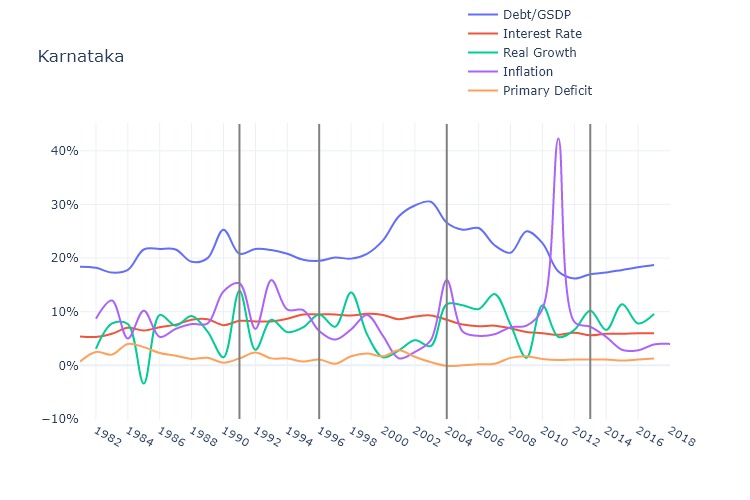 Debt/GSDP
Interest Rate
Real Growth
Inflation
Primary Deficit
Karnataka
40%
30%
20%
10%
0%
−10%
1982 1984 1986 1988 1990 1992 1994 1996 1998 2000 2002 2004 2006 2008 2010 2012 2014 2016 2018